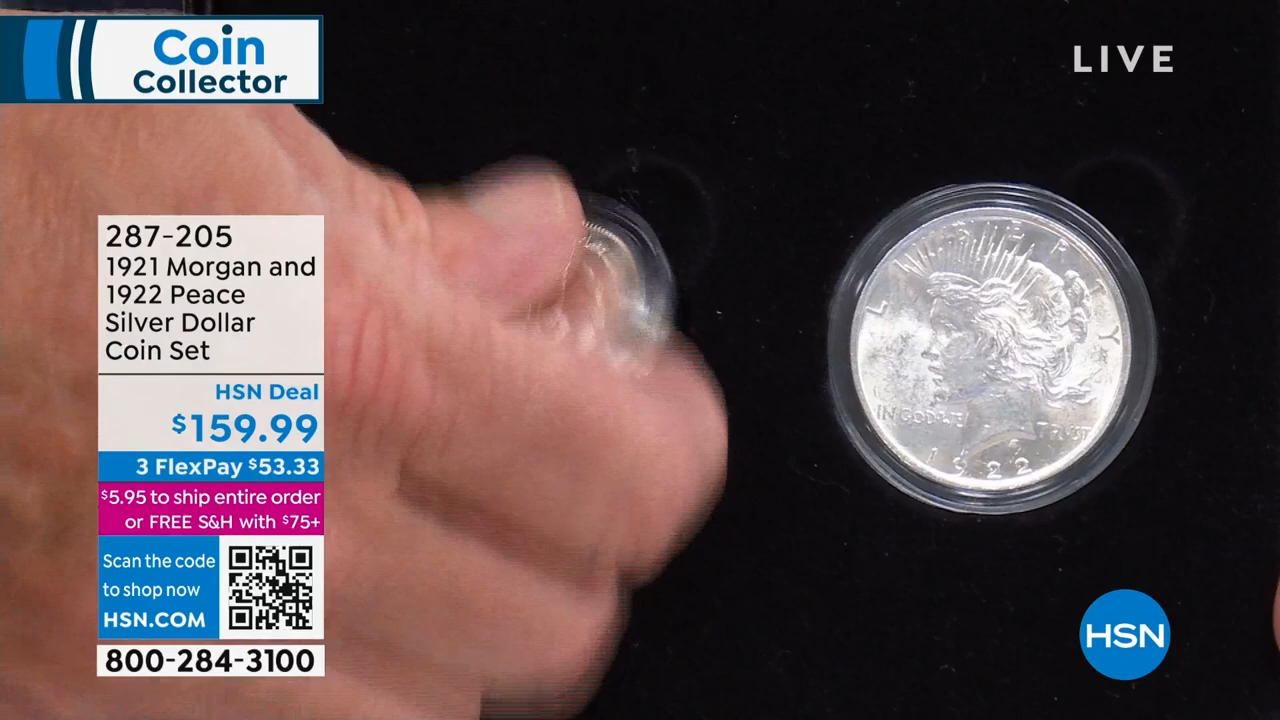 Coin
Collector
LIVE
287-205
1921 Morgan and
1922 Peace
Silver Dollar
Coin Set
HSN Deal
$159.99
3 FlexPay $53.33
$5.95 to ship entire order
or FREE S&H with $75+
Scan the code
to shop now
HSN.COM
800-284-3100
IN GOD WE TRVST
1922
HSN